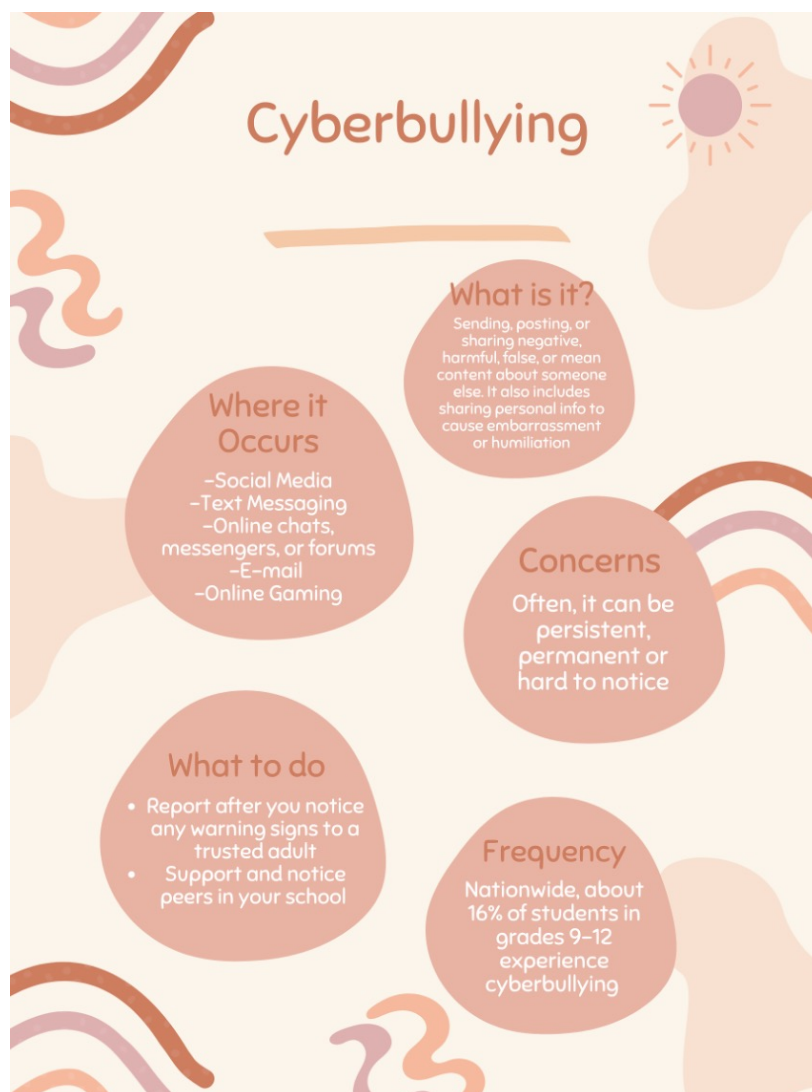 Cyberbullying
What is it?
Sending, posting, or
sharing negative,
harmful, false, or mean
content about someone
else. It also includes
sharing personal info to
cause embarrassment
or humiliation
Where it
Occurs
-Social Media
-Text Messaging
-Online chats,
messengers, or forums
-E-mail
-Online Gaming
Concerns
Often, it can be
persistent,
permanent or
hard to notice
What to do
• Report after you notice
any warning signs to a
trusted adult
• Support and notice
peers in your school
Frequency
Nationwide, about
16% of students in
grades 9-12
experience
cyberbullying